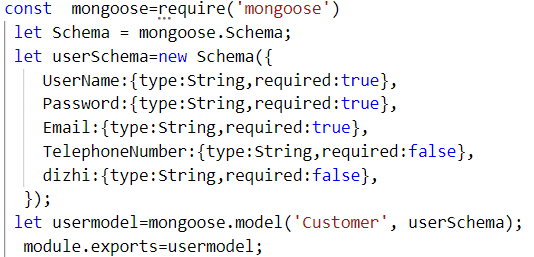 const  mongoose=require('mongoose')
let Schema = mongoose.Schema;
let userSchema=new Schema({
UserName:{type:String,required:true},
Password:{type:String,required:true},
Email:{type:String,required:true},
TelephoneNumber:{type:String,required:false},
dizhi:{type:String,required:false},
});
let usermodel=mongoose.model('Customer', userSchema);
module.exports=usermodel;